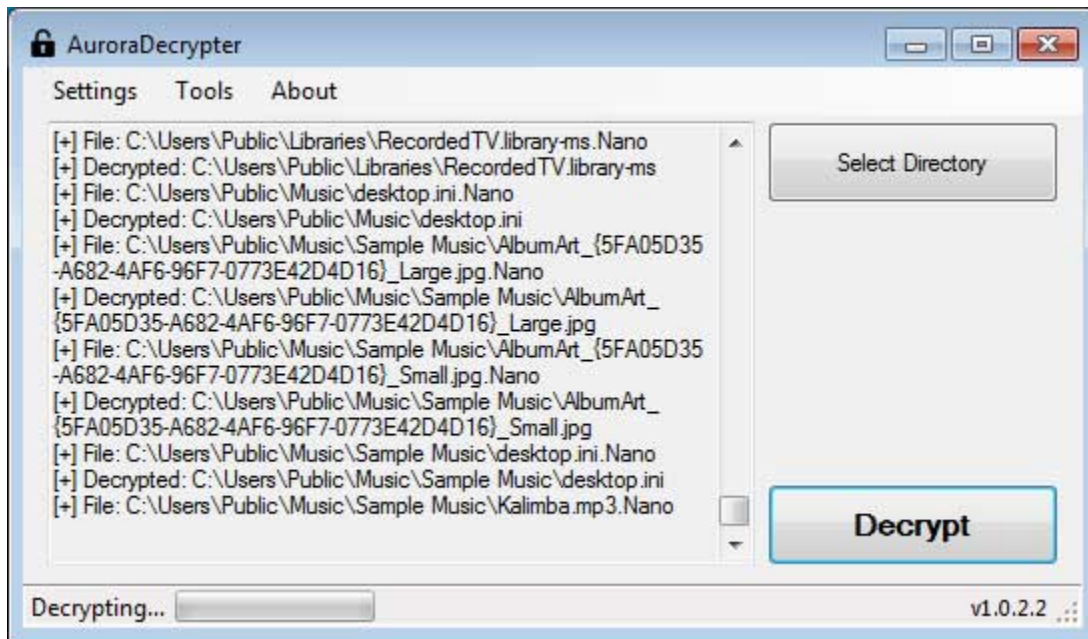 AuroraDecrypter
Settings Tools About
[+] File: C:\Users\Public\Libraries\RecordedTV.library-ms.Nano
[+] Decrypted: C:\Users\Public\Libraries\RecordedTV.library-ms
[+] File: C:\Users\Public\Music\desktop.ini.Nano
[+] Decrypted: C:\Users\Public\Music\desktop.ini
[+] File: C:\Users\Public\Music\Sample Music\AlbumArt_{5FA05D35
-A682-4AF6-96F7-0773E42D4D16}_Large.jpg.Nano
[+] Decrypted: C:\Users\Public\Music\Sample Music\AlbumArt_
{5FA05D35-A682-4AF6-96F7-0773E42D4D16}_Large.jpg
[+] File: C:\Users\Public\Music\Sample Music\AlbumArt_{5FA05D35
-A682-4AF6-96F7-0773E42D4D16}_Small.jpg.Nano
[+] Decrypted: C:\Users\Public\Music\Sample Music\AlbumArt_
{5FA05D35-A682-4AF6-96F7-0773E42D4D16}_Small.jpg
[+] File: C:\Users\Public\Music\Sample Music\desktop.ini.Nano
[+] Decrypted: C:\Users\Public\Music\Sample Music\desktop.ini
[+] File: C:\Users\Public\Music\Sample Music\Kalimba.mp3.Nano
Select Directory
Decrypt
Decrypting...
v1.0.2.2